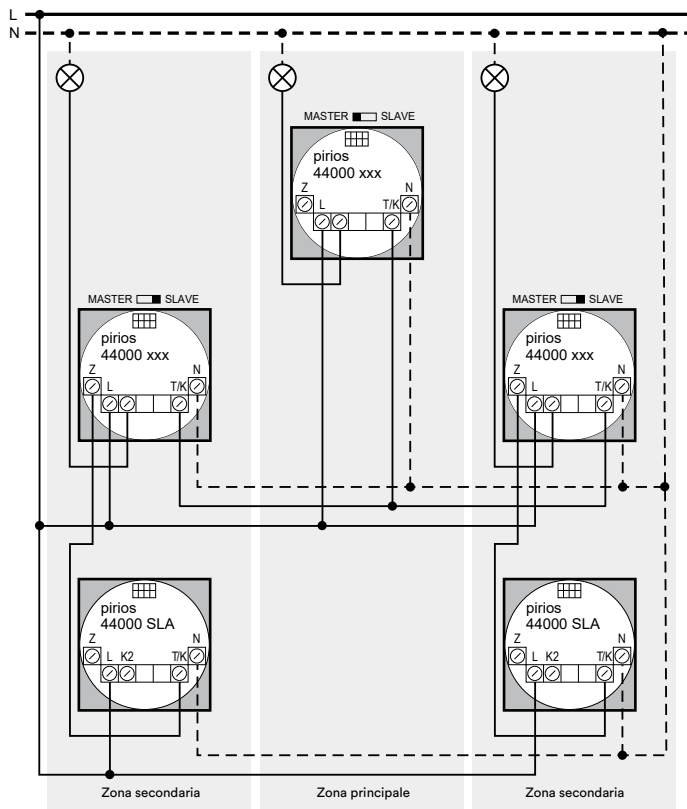 L
N
MASTER SLAVE
pirios
44000 xxx
Z
N
L
T/K
MASTER SLAVE
pirios
44000 xxx
Z
N
L
T/K
MASTER SLAVE
pirios
44000 xxx
Z
N
L
T/K
pirios
44000 SLA
Z
N
L K2
T/K
pirios
44000 SLA
Z
N
L K2
T/K
Zona secondaria
Zona principale
Zona secondaria